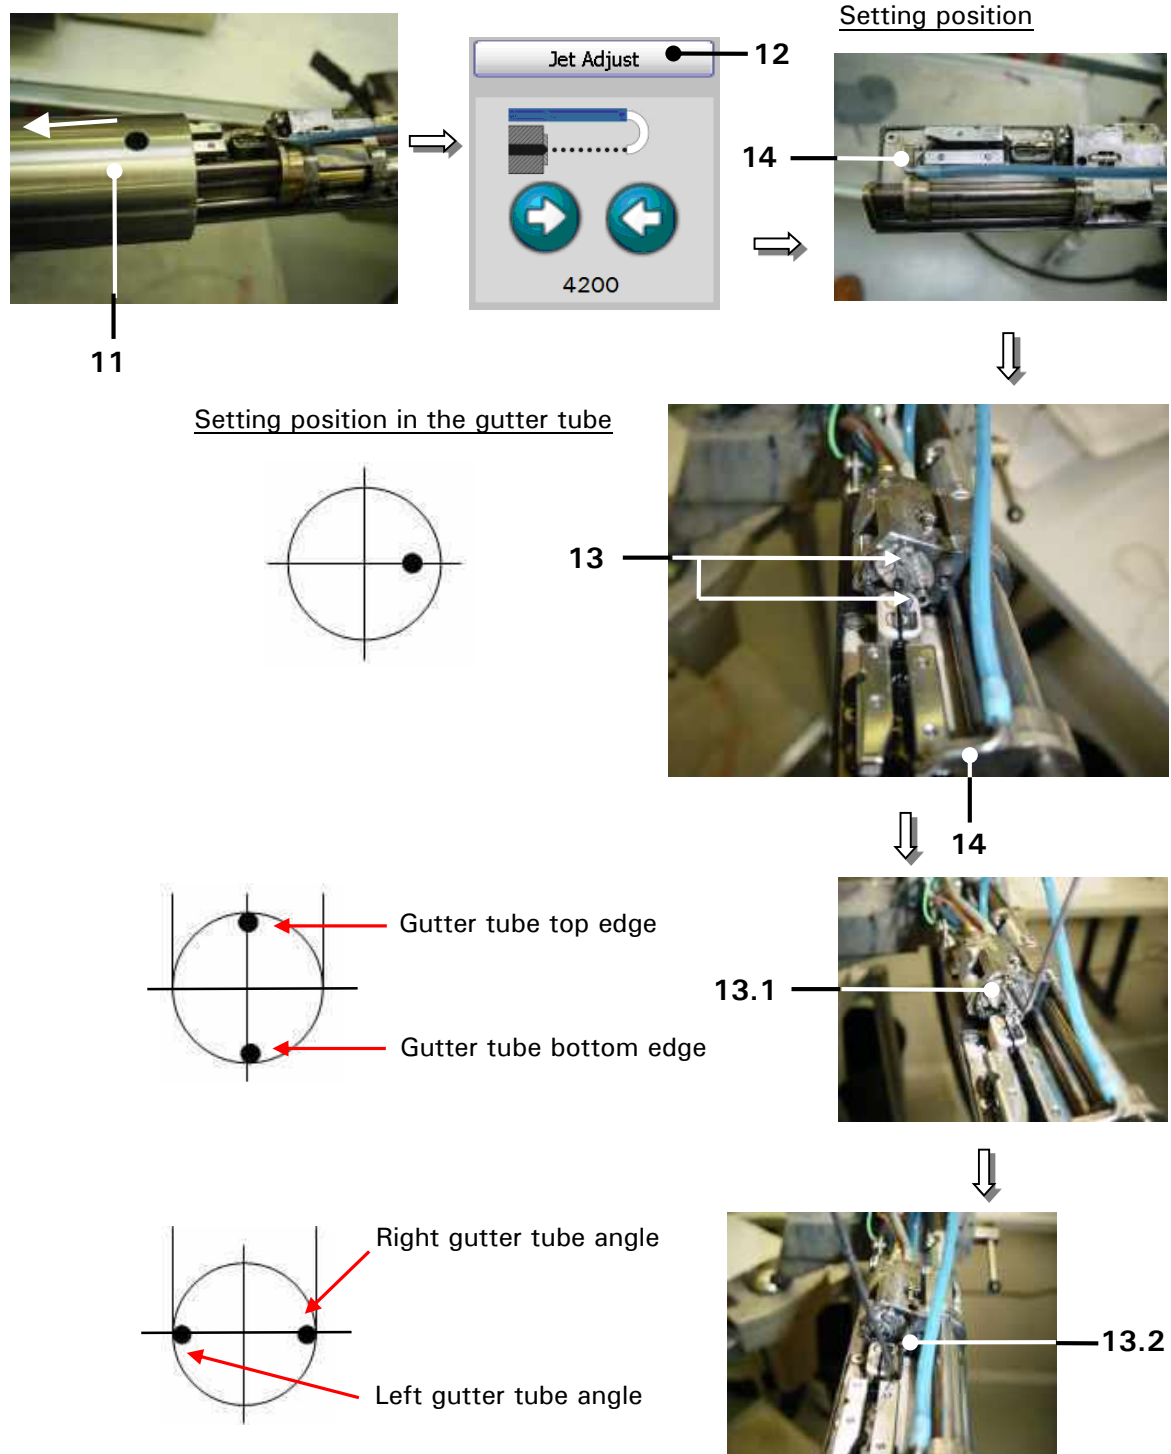 Setting position
Jet Adjust
12
14
4200
11
Setting position in the gutter tube
13
14
Gutter tube top edge
13.1
Gutter tube bottom edge
Right gutter tube angle
13.2
Left gutter tube angle